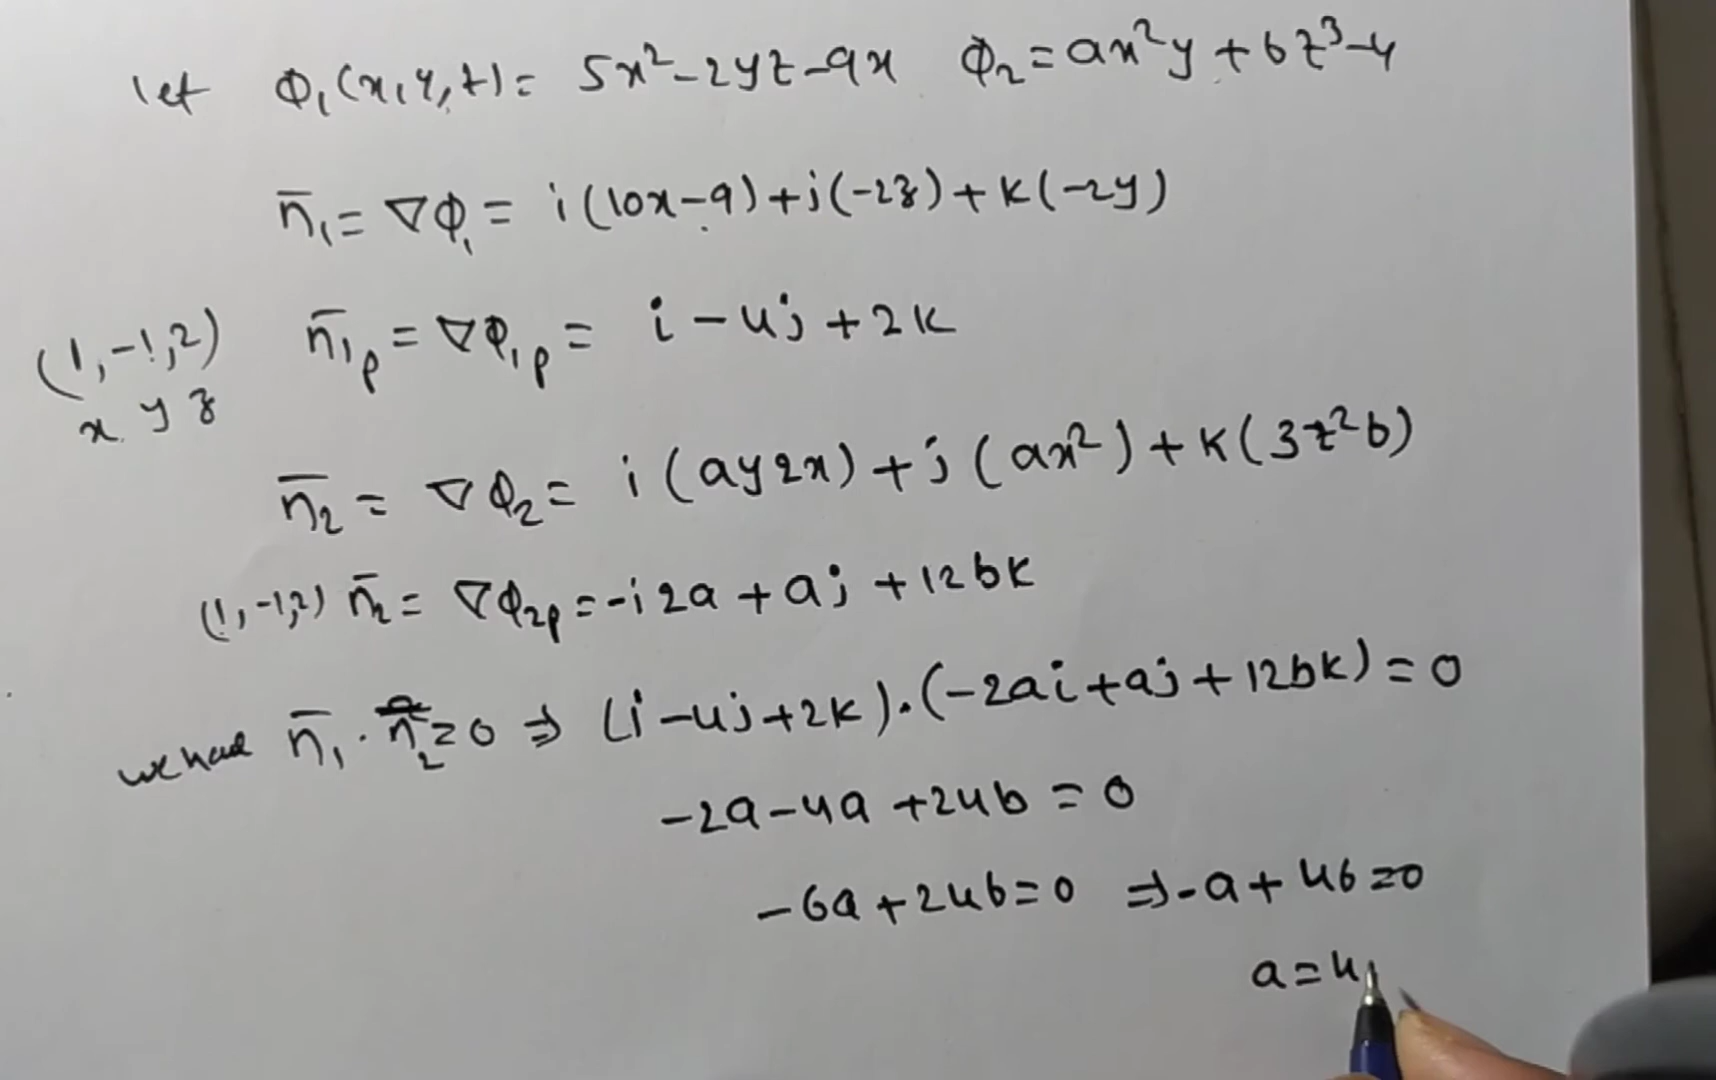 let φ₁(x,y,z)= 5x²-2yz-9x φ₂=ax²y+bz³-4
n̄₁=∇φ₁= i(10x-9)+j(-2z)+k(-2y)
(1,-1,2) n̄₁ₚ=∇φ₁ₚ= i-4j+2k
x y z
n̄₂=∇φ₂= i(ay2x)+j(ax²)+k(3z²b)
(1,-1,2) n̄₂=∇φ₂ₚ=-i2a+aj+12bk
we have n̄₁·n̄₂=0 ⇒ (i-4j+2k)·(-2ai+aj+12bk)=0
-2a-4a+24b=0
-6a+24b=0 ⇒-a+4b=0
a=4